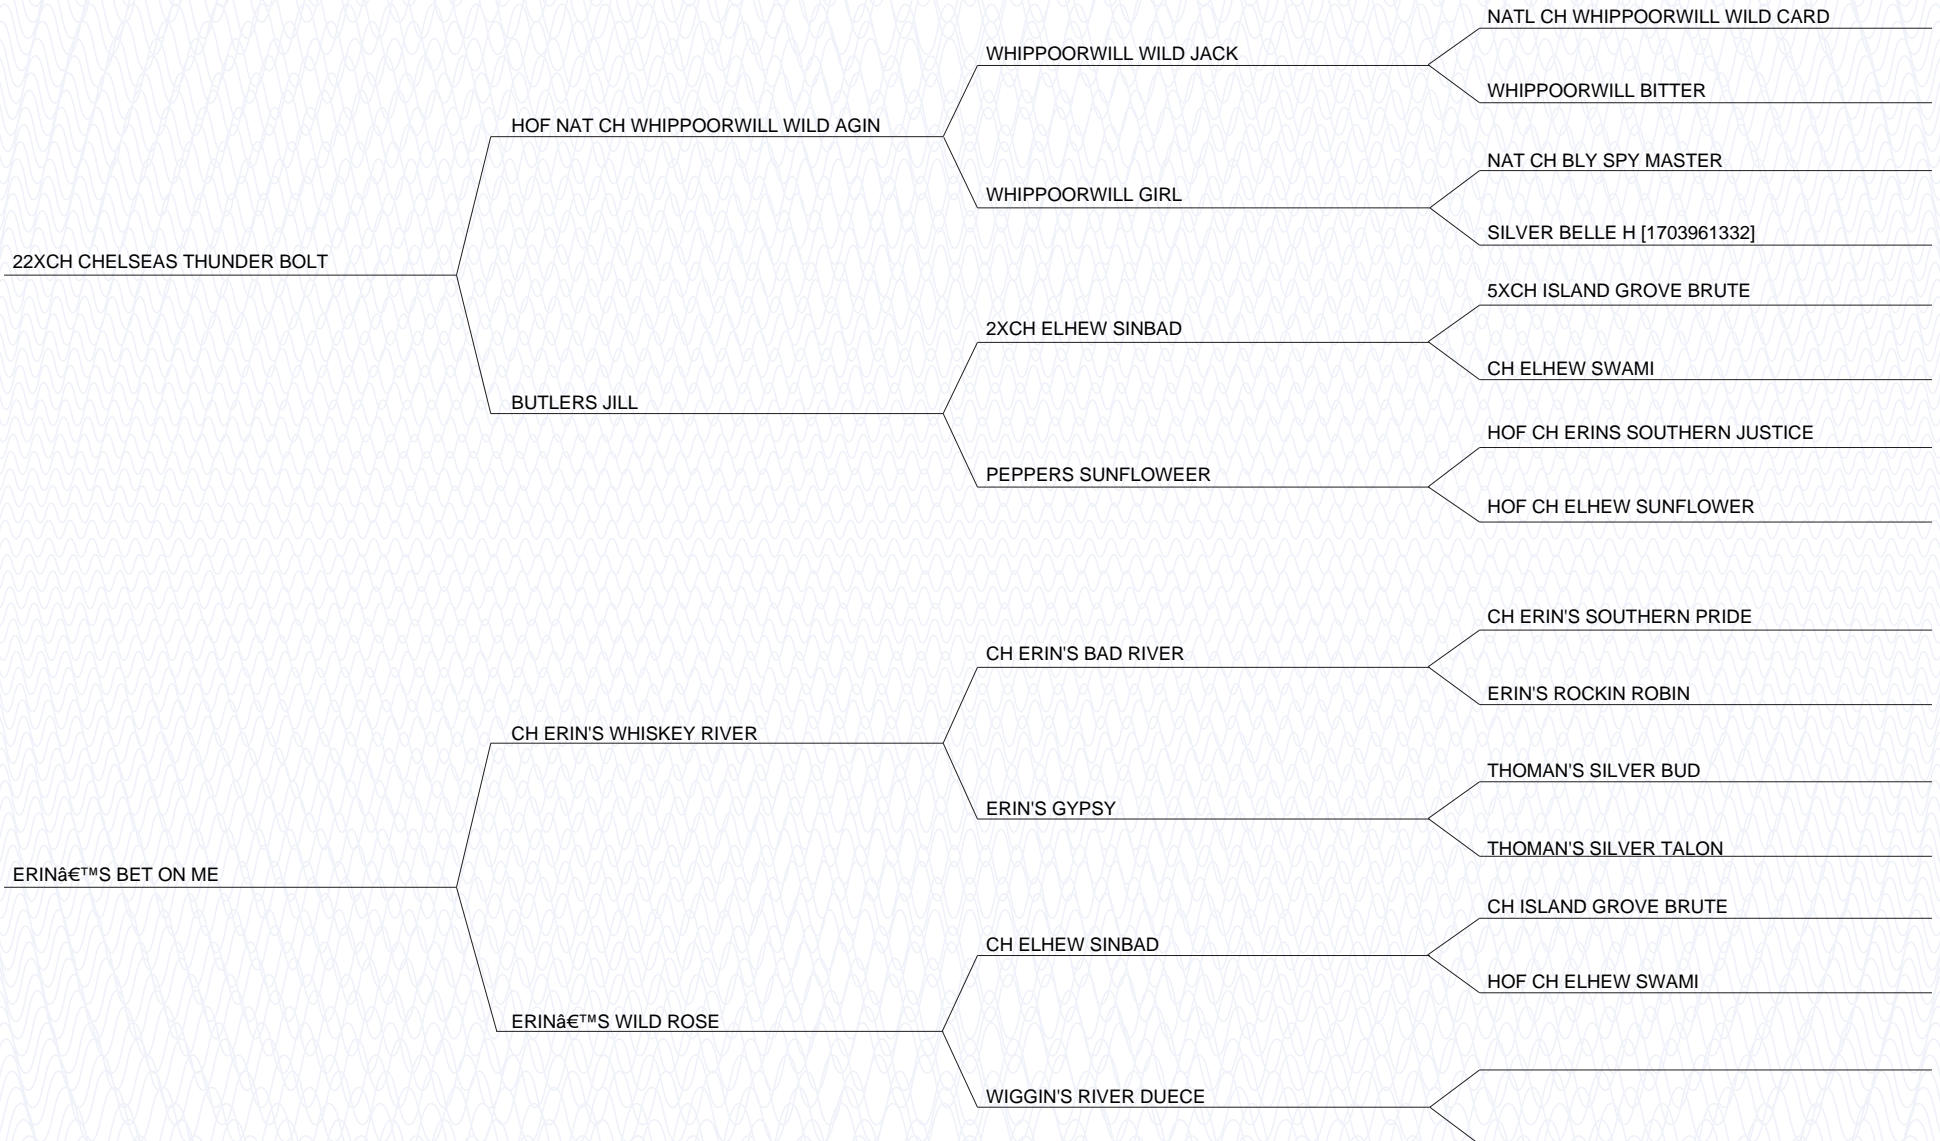 NATL CH WHIPPOORWILL WILD CARD
WHIPPOORWILL WILD JACK
WHIPPOORWILL BITTER
HOF NAT CH WHIPPOORWILL WILD AGIN
NAT CH BLY SPY MASTER
WHIPPOORWILL GIRL
SILVER BELLE H [1703961332]
22XCH CHELSEAS THUNDER BOLT
5XCH ISLAND GROVE BRUTE
2XCH ELHEW SINBAD
CH ELHEW SWAMI
BUTLERS JILL
HOF CH ERINS SOUTHERN JUSTICE
PEPPERS SUNFLOWEER
HOF CH ELHEW SUNFLOWER
CH ERIN'S SOUTHERN PRIDE
CH ERIN'S BAD RIVER
ERIN'S ROCKIN ROBIN
CH ERIN'S WHISKEY RIVER
THOMAN'S SILVER BUD
ERIN'S GYPSY
THOMAN'S SILVER TALON
ERINâ€™S BET ON ME
CH ISLAND GROVE BRUTE
CH ELHEW SINBAD
HOF CH ELHEW SWAMI
ERINâ€™S WILD ROSE
WIGGIN'S RIVER DUECE